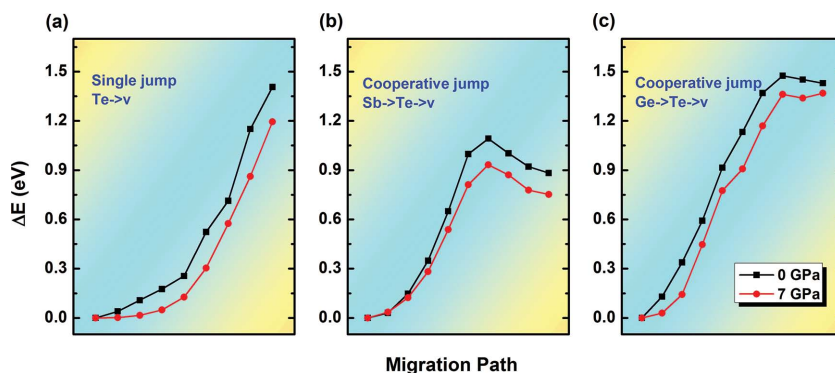 (a)
(b)
(c)
Single jump
Te->v
Cooperative jump
Sb->Te->v
Cooperative jump
Ge->Te->v
1.5
1.2
0.9
0.6
0.3
0.0
1.5
1.2
0.9
0.6
0.3
0.0
1.5
1.2
0.9
0.6
0.3
0.0
ΔE (eV)
0 GPa
7 GPa
Migration Path